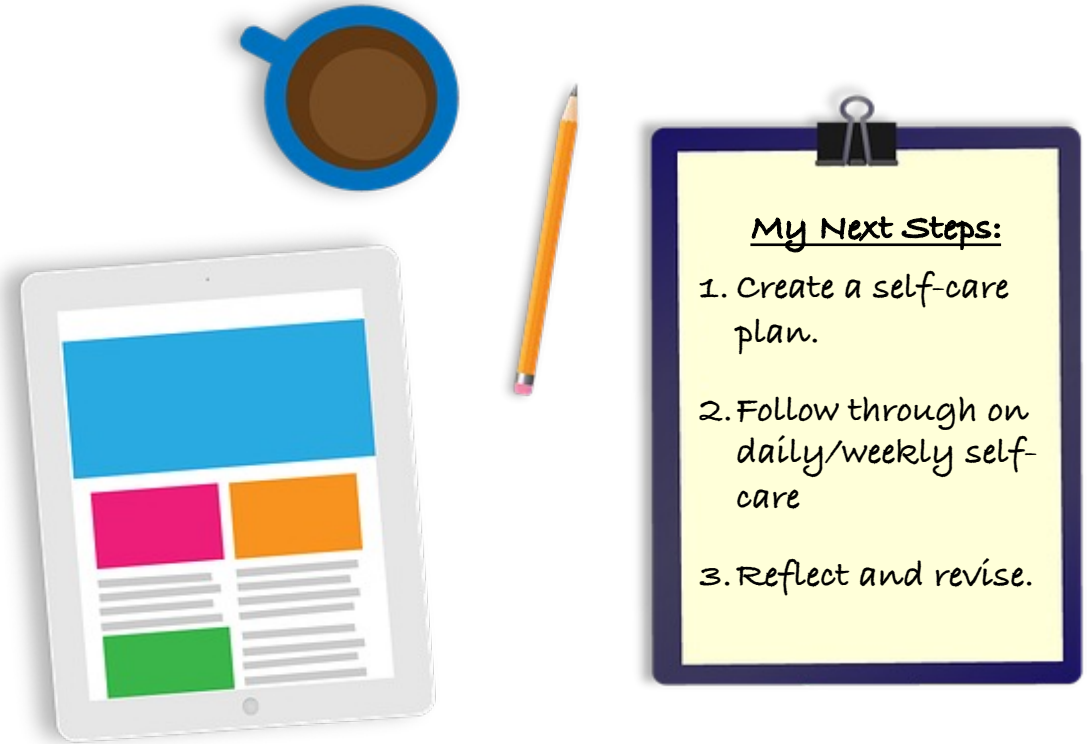 My Next Steps:
1. Create a self-care
plan.
2. Follow through on
daily/weekly self-
care
3. Reflect and revise.